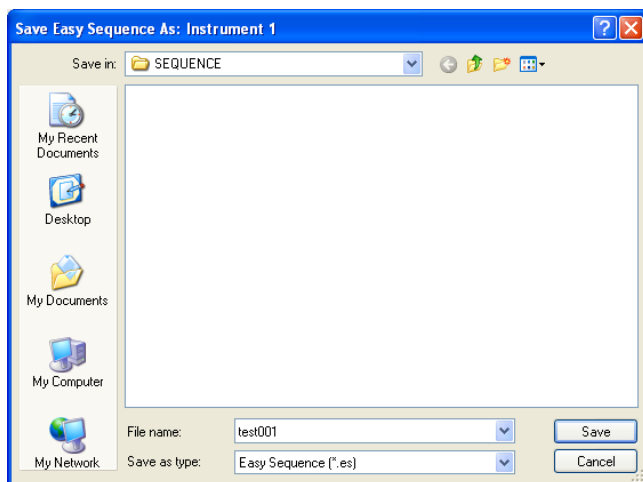 Save Easy Sequence As: Instrument 1
Save in: SEQUENCE
My Recent
Documents
Desktop
My Documents
My Computer
My Network
File name: test001 Save
Save as type: Easy Sequence (*.es) Cancel